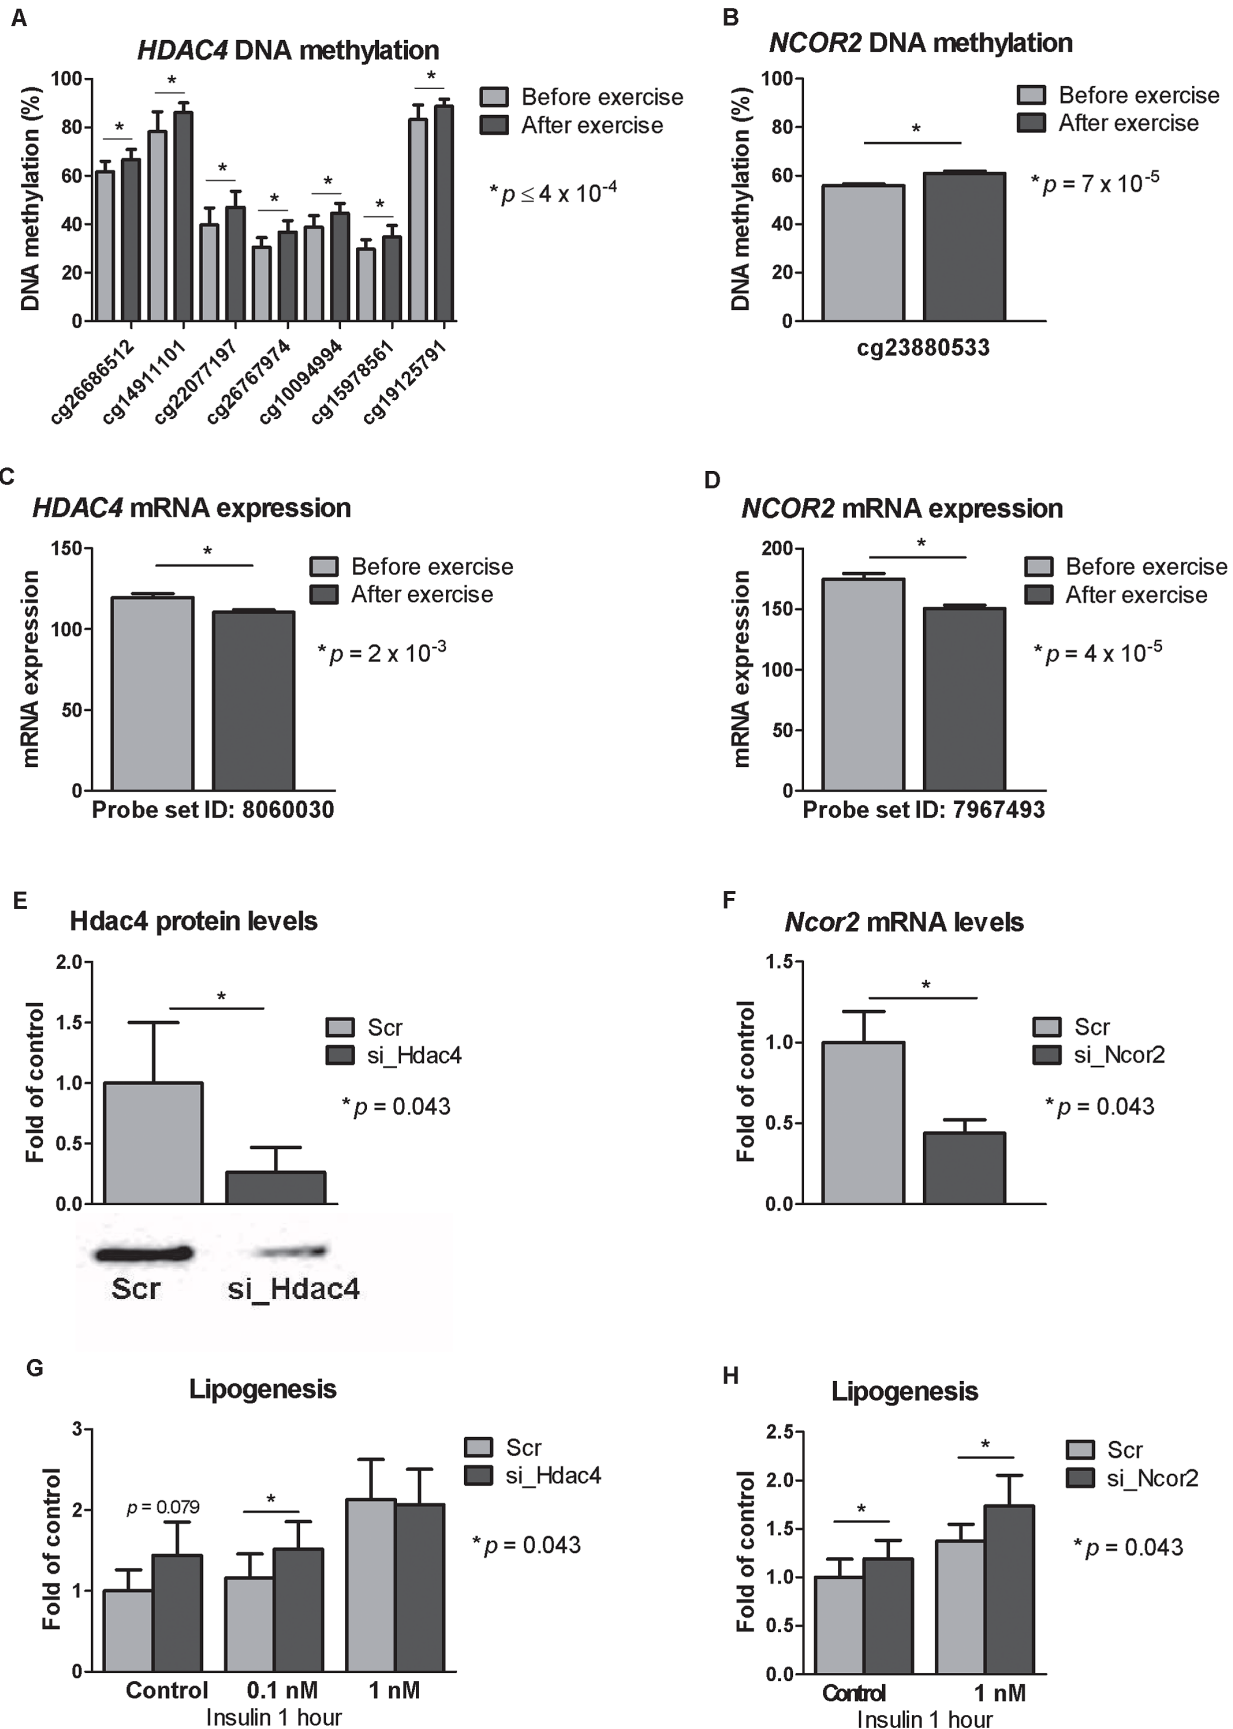 A
HDAC4 DNA methylation
DNA methylation (%)
100
80
60
40
20
0
*
*
*
*
*
*
*
Before exercise
After exercise
* p ≤ 4 x 10-4
cg26686512
cg14911101
cg22077197
cg26767974
cg10094994
cg15978561
cg19125791
B
NCOR2 DNA methylation
DNA methylation (%)
100
80
60
40
20
0
*
Before exercise
After exercise
* p = 7 x 10-5
cg23880533
C
HDAC4 mRNA expression
mRNA expression
150
100
50
0
*
Before exercise
After exercise
* p = 2 x 10-3
Probe set ID: 8060030
D
NCOR2 mRNA expression
mRNA expression
200
150
100
50
0
*
Before exercise
After exercise
* p = 4 x 10-5
Probe set ID: 7967493
E
Hdac4 protein levels
Fold of control
2.0
1.5
1.0
0.5
0.0
*
Scr
si_Hdac4
* p = 0.043
Scr si_Hdac4
F
Ncor2 mRNA levels
Fold of control
1.5
1.0
0.5
0.0
*
Scr
si_Ncor2
* p = 0.043
G
Lipogenesis
Fold of control
3
2
1
0
p = 0.079
*
Scr
si_Hdac4
* p = 0.043
Control 0.1 nM 1 nM
Insulin 1 hour
H
Lipogenesis
Fold of control
2.5
2.0
1.5
1.0
0.5
0.0
*
*
Scr
si_Ncor2
* p = 0.043
Control 1 nM
Insulin 1 hour